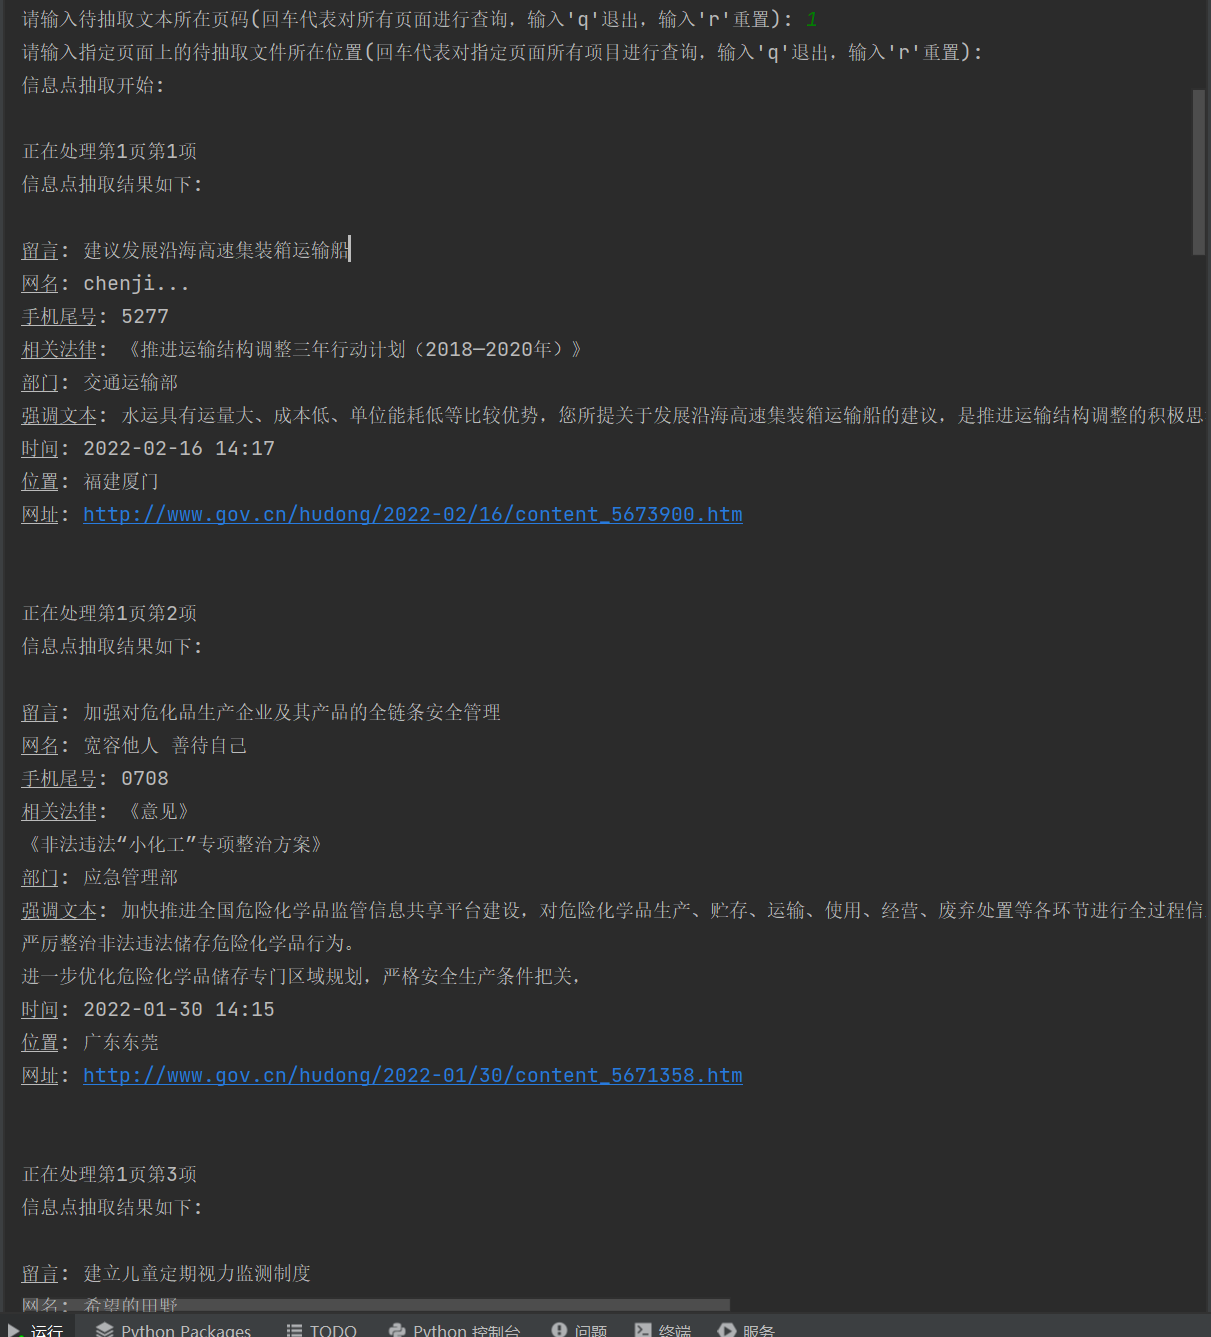 请输入待抽取文本所在页码(回车代表对所有页面进行查询，输入'q'退出，输入'r'重置): 1
请输入指定页面上的待抽取文件所在位置(回车代表对指定页面所有项目进行查询，输入'q'退出，输入'r'重置):
信息点抽取开始:
正在处理第1页第1项
信息点抽取结果如下:
留言: 建议发展沿海高速集装箱运输船
网名: chenji...
手机尾号: 5277
相关法律: 《推进运输结构调整三年行动计划（2018—2020年）》
部门: 交通运输部
强调文本: 水运具有运量大、成本低、单位能耗低等比较优势，您所提关于发展沿海高速集装箱运输船的建议，是推进运输结构调整的积极思
时间: 2022-02-16 14:17
位置: 福建厦门
网址: http://www.gov.cn/hudong/2022-02/16/content_5673900.htm
正在处理第1页第2项
信息点抽取结果如下:
留言: 加强对危化品生产企业及其产品的全链条安全管理
网名: 宽容他人 善待自己
手机尾号: 0708
相关法律: 《意见》
《非法违法“小化工”专项整治方案》
部门: 应急管理部
强调文本: 加快推进全国危险化学品监管信息共享平台建设，对危险化学品生产、贮存、运输、使用、经营、废弃处置等各环节进行全过程信
严厉整治非法违法储存危险化学品行为。
进一步优化危险化学品储存专门区域规划，严格安全生产条件把关，
时间: 2022-01-30 14:15
位置: 广东东莞
网址: http://www.gov.cn/hudong/2022-01/30/content_5671358.htm
正在处理第1页第3项
信息点抽取结果如下:
留言: 建立儿童定期视力监测制度
网名: 希望的田野
运行 Python Packages TODO Python 控制台 问题 终端 服务